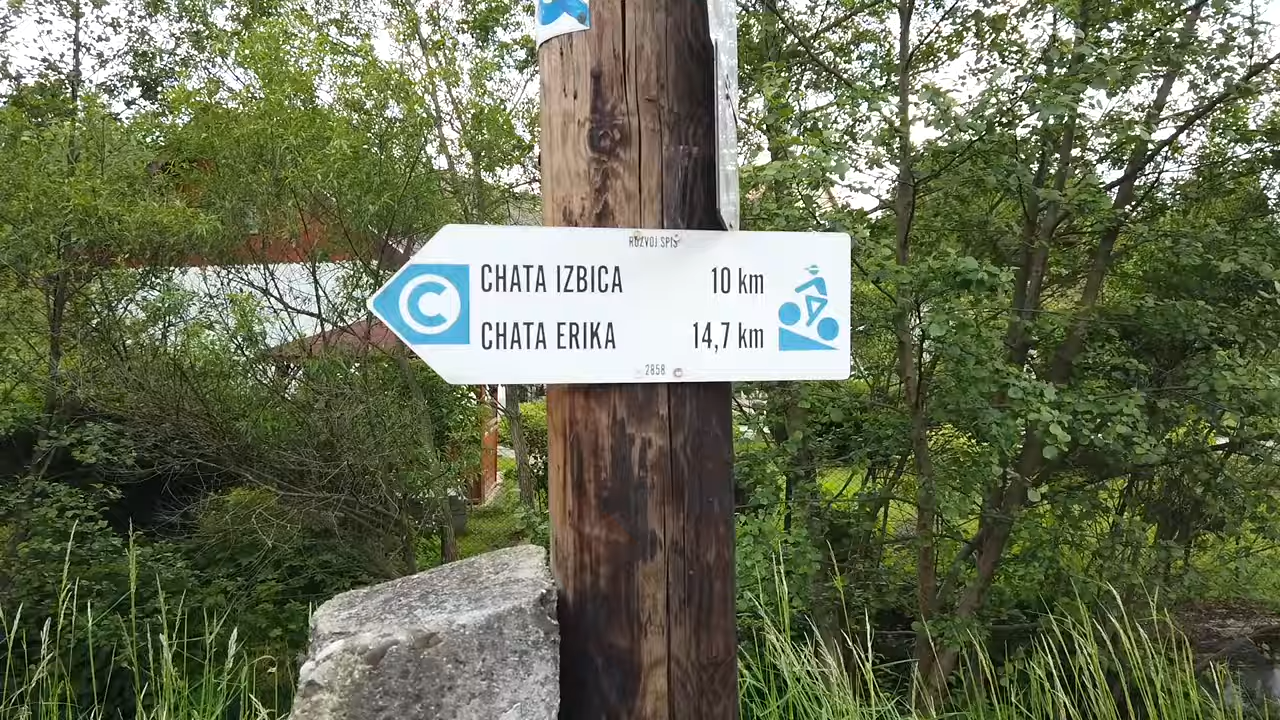 ROZVOJ SPIŠ
C
CHATA IZBICA 10 km
CHATA ERIKA 14,7 km
2858